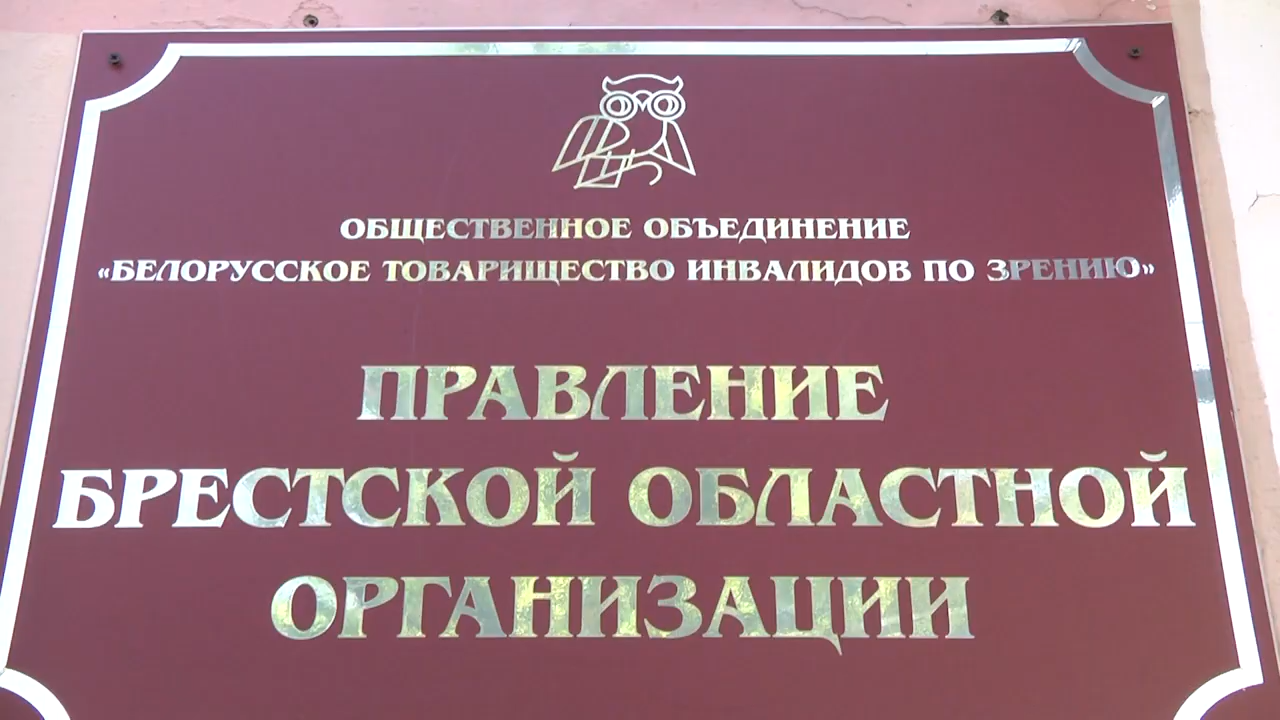 ОБЩЕСТВЕННОЕ ОБЪЕДИНЕНИЕ
«БЕЛОРУССКОЕ ТОВАРИЩЕСТВО ИНВАЛИДОВ ПО ЗРЕНИЮ»
ПРАВЛЕНИЕ
БРЕСТСКОЙ ОБЛАСТНОЙ
ОРГАНИЗАЦИИ